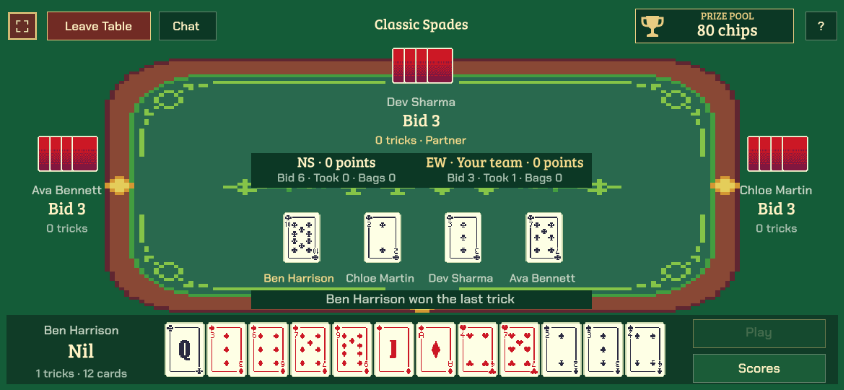 Leave Table
Chat
Classic Spades
PRIZE POOL
80 chips
?
Dev Sharma
Bid 3
0 tricks · Partner
Ava Bennett
Bid 3
0 tricks
Chloe Martin
Bid 3
0 tricks
NS · 0 points
Bid 6 · Took 0 · Bags 0
EW · Your team · 0 points
Bid 3 · Took 1 · Bags 0
Ben Harrison
Chloe Martin
Dev Sharma
Ava Bennett
Ben Harrison won the last trick
Ben Harrison
Nil
1 tricks · 12 cards
Q
Play
Scores